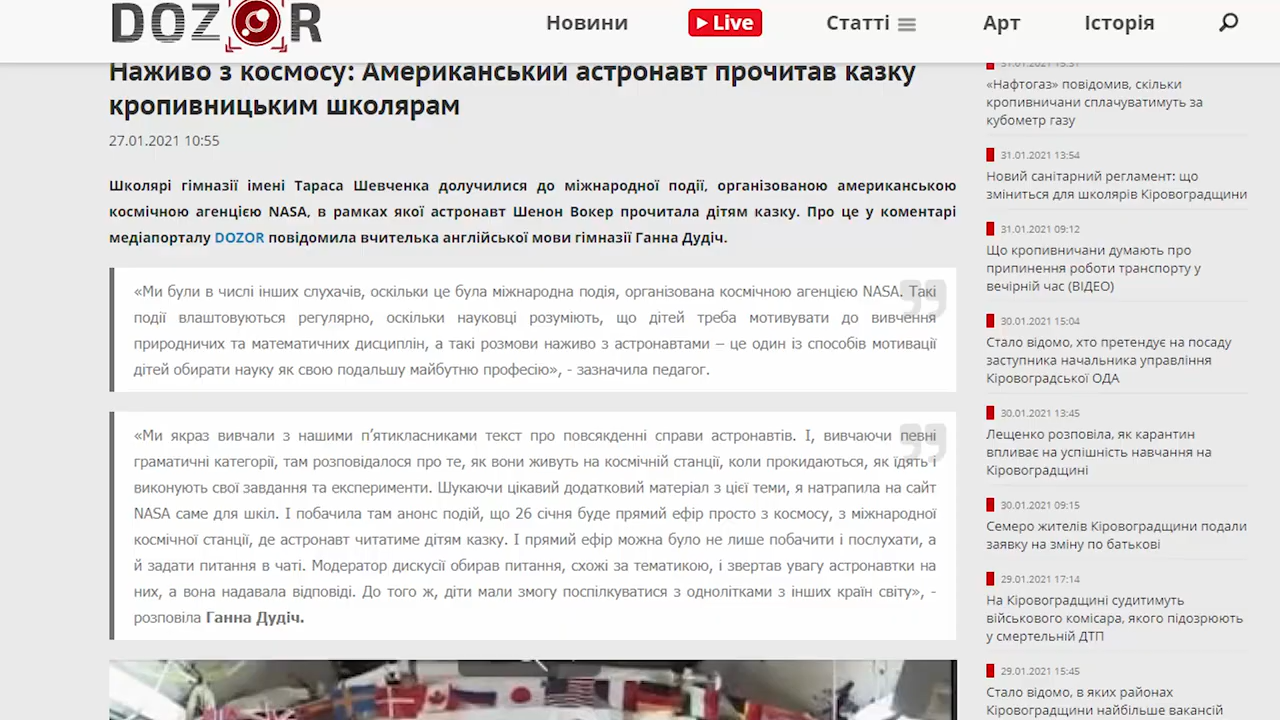 DOZOR
Новини
Live
Статті
Арт
Історія
Наживо з космосу: Американський астронавт прочитав казку
кропивницьким школярам
27.01.2021 10:55
Школярі гімназії імені Тараса Шевченка долучилися до міжнародної події, організованою американською
космічною агенцією NASA, в рамках якої астронавт Шенон Вокер прочитала дітям казку. Про це у коментарі
медіапорталу DOZOR повідомила вчителька англійської мови гімназії Ганна Дудіч.
«Ми були в числі інших слухачів, оскільки це була міжнародна подія, організована космічною агенцією NASA. Такі
події влаштовуються регулярно, оскільки науковці розуміють, що дітей треба мотивувати до вивчення
природничих та математичних дисциплін, а такі розмови наживо з астронавтами – це один із способів мотивації
дітей обирати науку як свою подальшу майбутню професію», - зазначила педагог.
«Ми якраз вивчали з нашими п’ятикласниками текст про повсякденні справи астронавтів. І, вивчаючи певні
граматичні категорії, там розповідалося про те, як вони живуть на космічній станції, коли прокидаються, як їдять і
виконують свої завдання та експерименти. Шукаючи цікавий додатковий матеріал з цієї теми, я натрапила на сайт
NASA саме для шкіл. І побачила там анонс подій, що 26 січня буде прямий ефір просто з космосу, з міжнародної
космічної станції, де астронавт читатиме дітям казку. І прямий ефір можна було не лише побачити і послухати, а
й задати питання в чаті. Модератор дискусії обирав питання, схожі за тематикою, і звертав увагу астронавтки на
них, а вона надавала відповіді. До того ж, діти мали змогу поспілкуватися з однолітками з інших країн світу», -
розповіла Ганна Дудіч.
31.01.2021 15:31
«Нафтогаз» повідомив, скільки
кропивничани сплачуватимуть за
кубометр газу
31.01.2021 13:54
Новий санітарний регламент: що
зміниться для школярів Кіровоградщини
31.01.2021 09:12
Що кропивничани думають про
припинення роботи транспорту у
вечірній час (ВІДЕО)
30.01.2021 15:04
Стало відомо, хто претендує на посаду
заступника начальника управління
Кіровоградської ОДА
30.01.2021 13:45
Лещенко розповіла, як карантин
впливає на успішність навчання на
Кіровоградщині
30.01.2021 09:15
Семеро жителів Кіровоградщини подали
заявку на зміну по батькові
29.01.2021 17:14
На Кіровоградщині судитимуть
військового комісара, якого підозрюють
у смертельній ДТП
29.01.2021 15:45
Стало відомо, в яких районах
Кіровоградщини найбільше вакансій